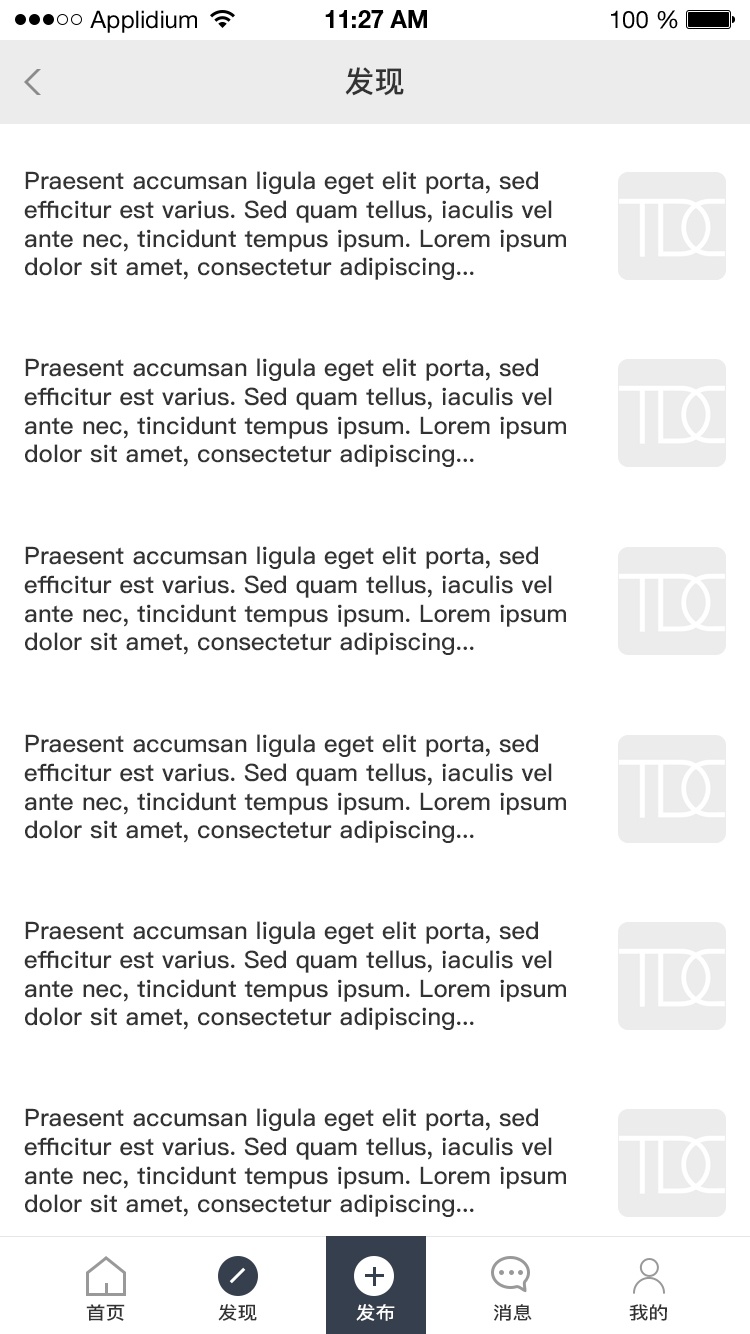 Applidium 11:27 AM 100 %
发现
Praesent accumsan ligula eget elit porta, sed
efficitur est varius. Sed quam tellus, iaculis vel
ante nec, tincidunt tempus ipsum. Lorem ipsum
dolor sit amet, consectetur adipiscing...
TDC
Praesent accumsan ligula eget elit porta, sed
efficitur est varius. Sed quam tellus, iaculis vel
ante nec, tincidunt tempus ipsum. Lorem ipsum
dolor sit amet, consectetur adipiscing...
TDC
Praesent accumsan ligula eget elit porta, sed
efficitur est varius. Sed quam tellus, iaculis vel
ante nec, tincidunt tempus ipsum. Lorem ipsum
dolor sit amet, consectetur adipiscing...
TDC
Praesent accumsan ligula eget elit porta, sed
efficitur est varius. Sed quam tellus, iaculis vel
ante nec, tincidunt tempus ipsum. Lorem ipsum
dolor sit amet, consectetur adipiscing...
TDC
Praesent accumsan ligula eget elit porta, sed
efficitur est varius. Sed quam tellus, iaculis vel
ante nec, tincidunt tempus ipsum. Lorem ipsum
dolor sit amet, consectetur adipiscing...
TDC
Praesent accumsan ligula eget elit porta, sed
efficitur est varius. Sed quam tellus, iaculis vel
ante nec, tincidunt tempus ipsum. Lorem ipsum
dolor sit amet, consectetur adipiscing...
TDC
首页 发现 发布 消息 我的